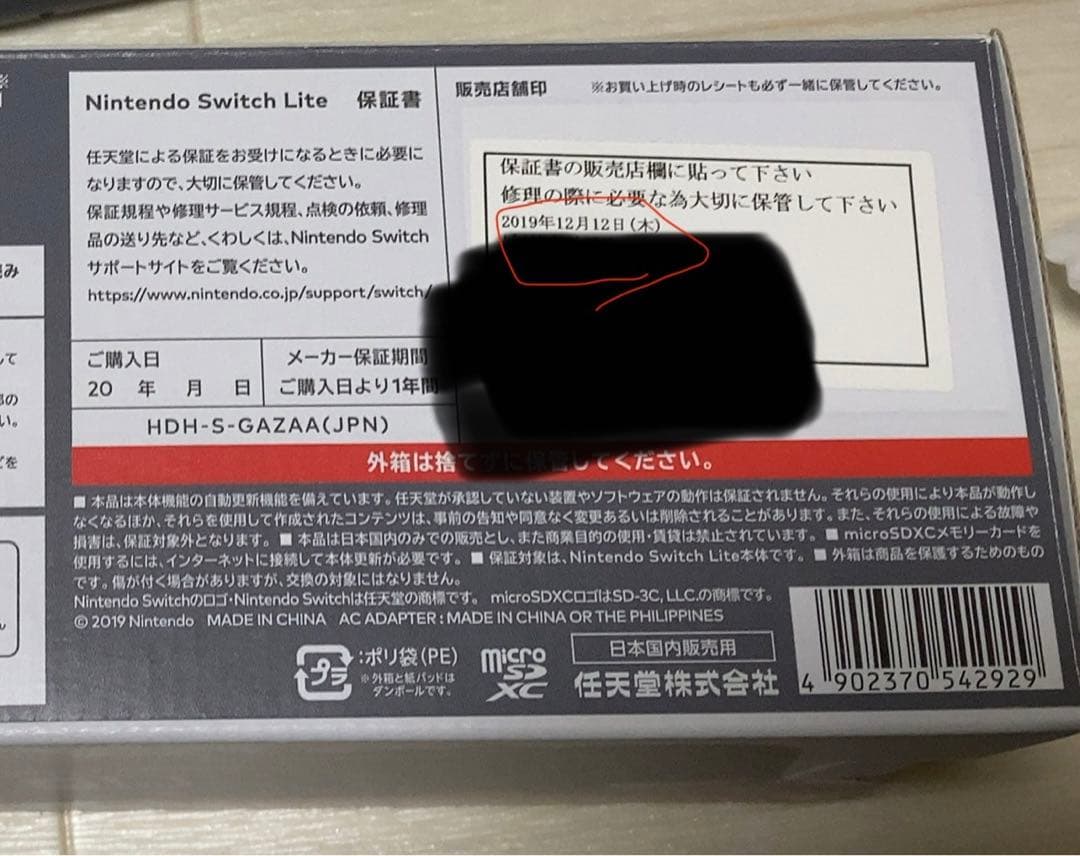 Nintendo Switch Lite 保証書
任天堂による保証をお受けになるときに必要に
なりますので、大切に保管してください。
保証規程や修理サービス規程、点検の依頼、修理
品の送り先など、くわしくは、Nintendo Switch
サポートサイトをご覧ください。
https://www.nintendo.co.jp/support/switch/
ご購入日
20 年 月 日
メーカー保証期間
ご購入日より1年間
HDH-S-GAZAA(JPN)
販売店舗印 ※お買い上げ時のレシートも必ず一緒に保管してください。
保証書の販売店欄に貼って下さい
修理の際に必要な為大切に保管して下さい
2019年12月12日(木)
外箱は捨てずに保管してください。
■ 本品は本体機能の自動更新機能を備えています。任天堂が承認していない装置やソフトウェアの動作は保証されません。それらの使用により本品が動作し
なくなるほか、それらを使用して作成されたコンテンツは、事前の告知や同意なく変更あるいは削除されることがあります。また、それらの使用による故障や
損害は、保証対象外となります。 ■ 本品は日本国内のみでの販売とし、また商業目的の使用・賃貸は禁止されています。 ■ microSDXCメモリーカードを
使用するには、インターネットに接続して本体更新が必要です。 ■ 保証対象は、Nintendo Switch Lite本体です。 ■ 外箱は商品を保護するためのもの
です。傷が付く場合がありますが、交換の対象にはなりません。
Nintendo Switchのロゴ・Nintendo Switchは任天堂の商標です。 microSDXCロゴはSD-3C, LLC.の商標です。
© 2019 Nintendo MADE IN CHINA AC ADAPTER : MADE IN CHINA OR THE PHILIPPINES
プラ :ポリ袋(PE)
※外箱と紙パッドは
ダンボールです。
micro
SD
XC
日本国内販売用
任天堂株式会社
4 902370 542929